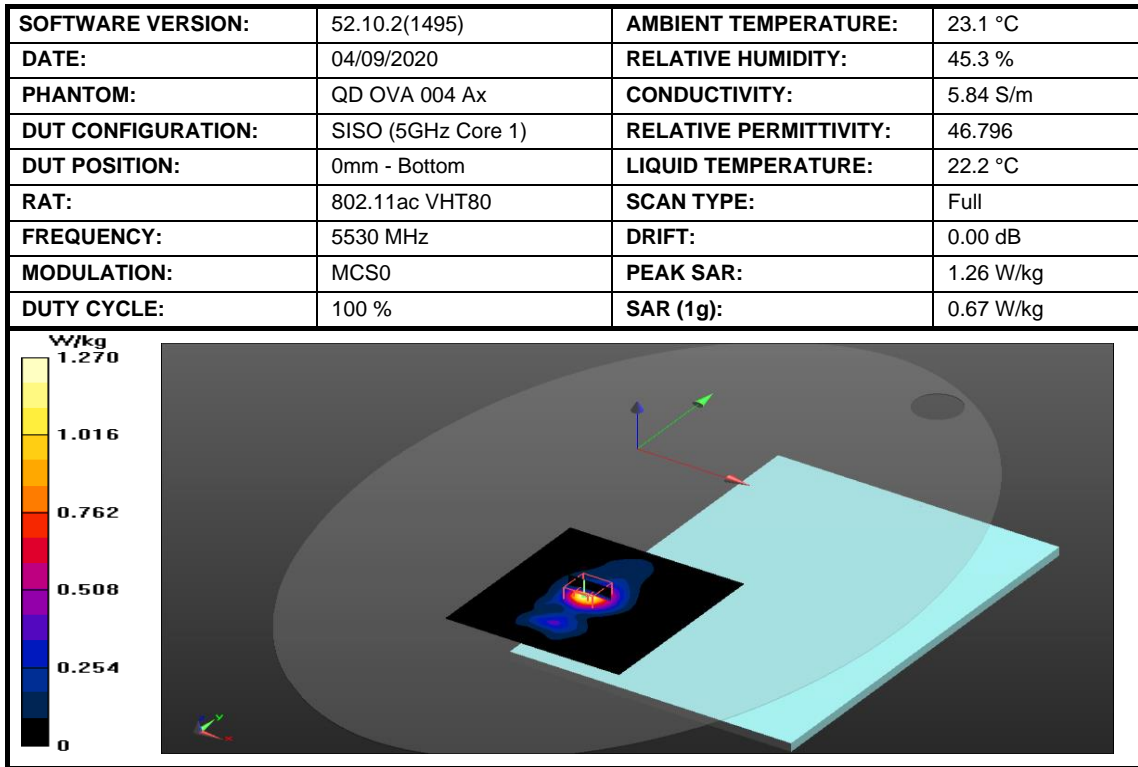 SOFTWARE VERSION: 52.10.2(1495) AMBIENT TEMPERATURE: 23.1 °C
DATE: 04/09/2020 RELATIVE HUMIDITY: 45.3 %
PHANTOM: QD OVA 004 Ax CONDUCTIVITY: 5.84 S/m
DUT CONFIGURATION: SISO (5GHz Core 1) RELATIVE PERMITTIVITY: 46.796
DUT POSITION: 0mm - Bottom LIQUID TEMPERATURE: 22.2 °C
RAT: 802.11ac VHT80 SCAN TYPE: Full
FREQUENCY: 5530 MHz DRIFT: 0.00 dB
MODULATION: MCS0 PEAK SAR: 1.26 W/kg
DUTY CYCLE: 100 % SAR (1g): 0.67 W/kg
W/kg
1.270
1.016
0.762
0.508
0.254
0
Y
X